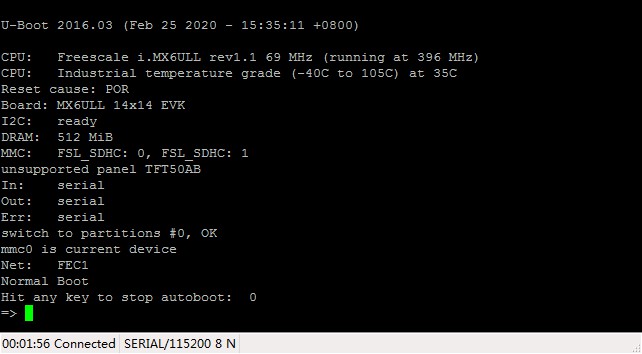 U-Boot 2016.03 (Feb 25 2020 - 15:35:11 +0800)
CPU:   Freescale i.MX6ULL rev1.1 69 MHz (running at 396 MHz)
CPU:   Industrial temperature grade (-40C to 105C) at 35C
Reset cause: POR
Board: MX6ULL 14x14 EVK
I2C:   ready
DRAM:  512 MiB
MMC:   FSL_SDHC: 0, FSL_SDHC: 1
unsupported panel TFT50AB
In:    serial
Out:   serial
Err:   serial
switch to partitions #0, OK
mmc0 is current device
Net:   FEC1
Normal Boot
Hit any key to stop autoboot:  0
=>
00:01:56 Connected SERIAL/115200 8 N